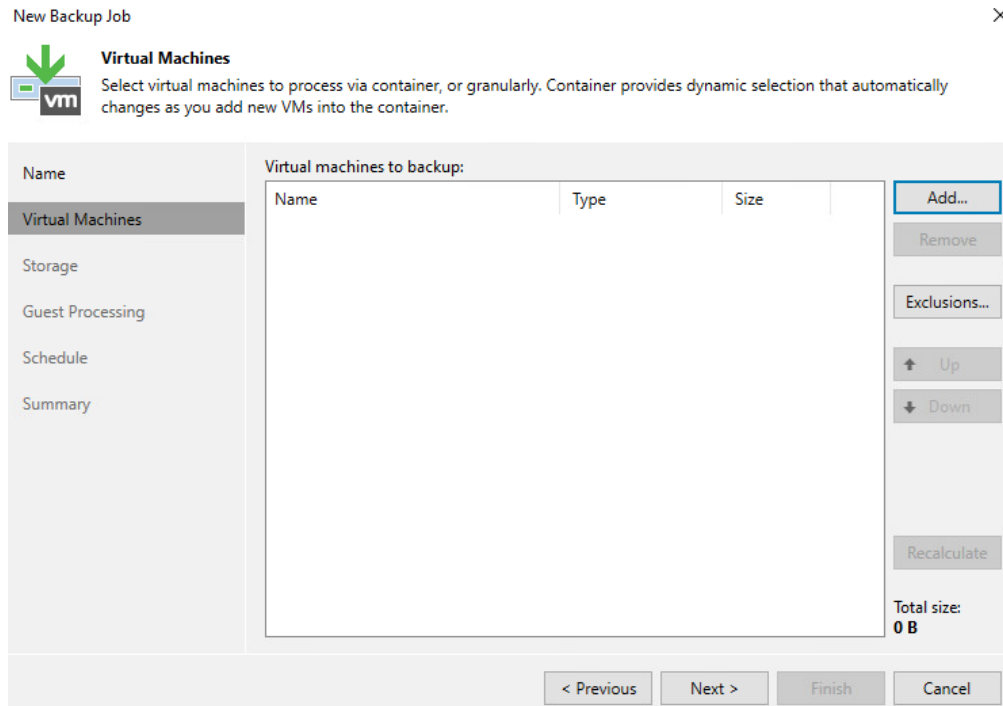 New Backup Job
Virtual Machines
Select virtual machines to process via container, or granularly. Container provides dynamic selection that automatically
changes as you add new VMs into the container.
vm
Name
Virtual Machines
Storage
Guest Processing
Schedule
Summary
Virtual machines to backup:
Name Type Size
Add...
Remove
Exclusions...
Up
Down
Recalculate
Total size:
0 B
< Previous Next > Finish Cancel